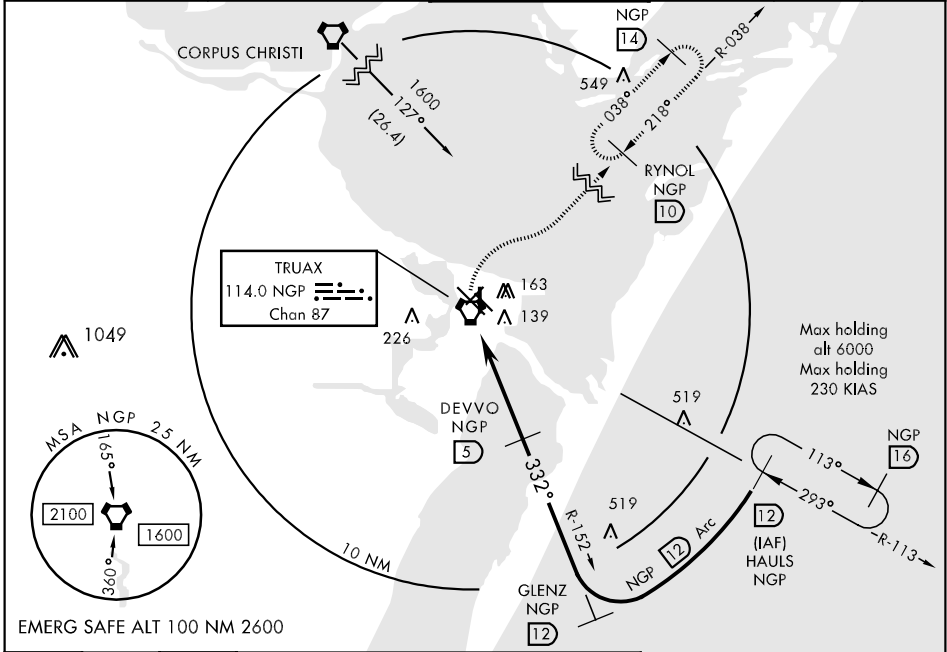 CORPUS CHRISTI
1600
127°
(26.4)
NGP
14
R-038
549
038°
218°
RYNOL
NGP
10
TRUAX
114.0 NGP
Chan 87
163
139
226
1049
Max holding
alt 6000
Max holding
230 KIAS
519
DEVVO
NGP
5
NGP
16
113°
293°
R-113
332°
R-152
519
12
(IAF)
HAULS
NGP
NGP 12 Arc
GLENZ
NGP
12
10 NM
MSA NGP 25 NM
165°
2100
1600
360°
EMERG SAFE ALT 100 NM 2600